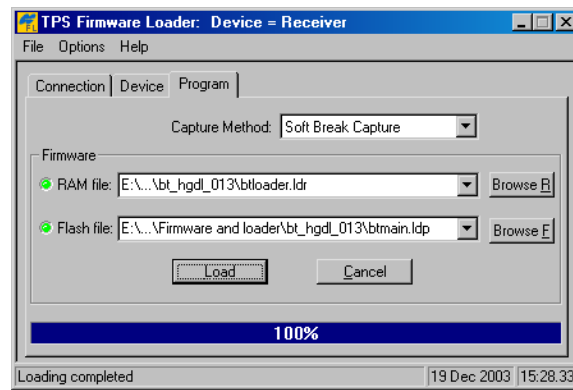 TPS Firmware Loader: Device = Receiver
File Options Help
Connection Device Program
Capture Method: Soft Break Capture
Firmware
RAM file: E:\...\bt_hgdl_013\btloader.ldr Browse R
Flash file: E:\...\Firmware and loader\bt_hgdl_013\btmain.ldp Browse F
Load Cancel
100%
Loading completed 19 Dec 2003 15:28.33